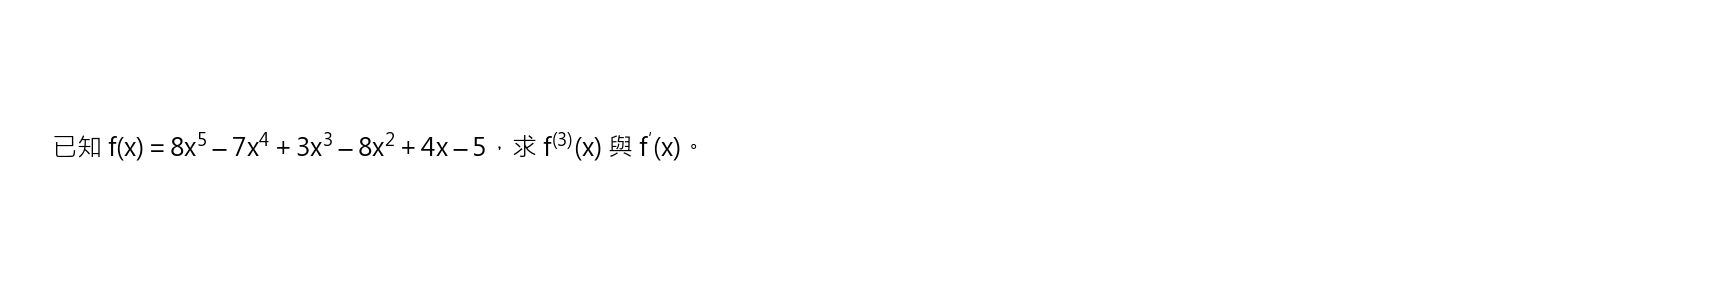 已知 f(x) = 8x⁵ – 7x⁴ + 3x³ – 8x² + 4x – 5，求 f⁽³⁾(x) 與 f′(x)。